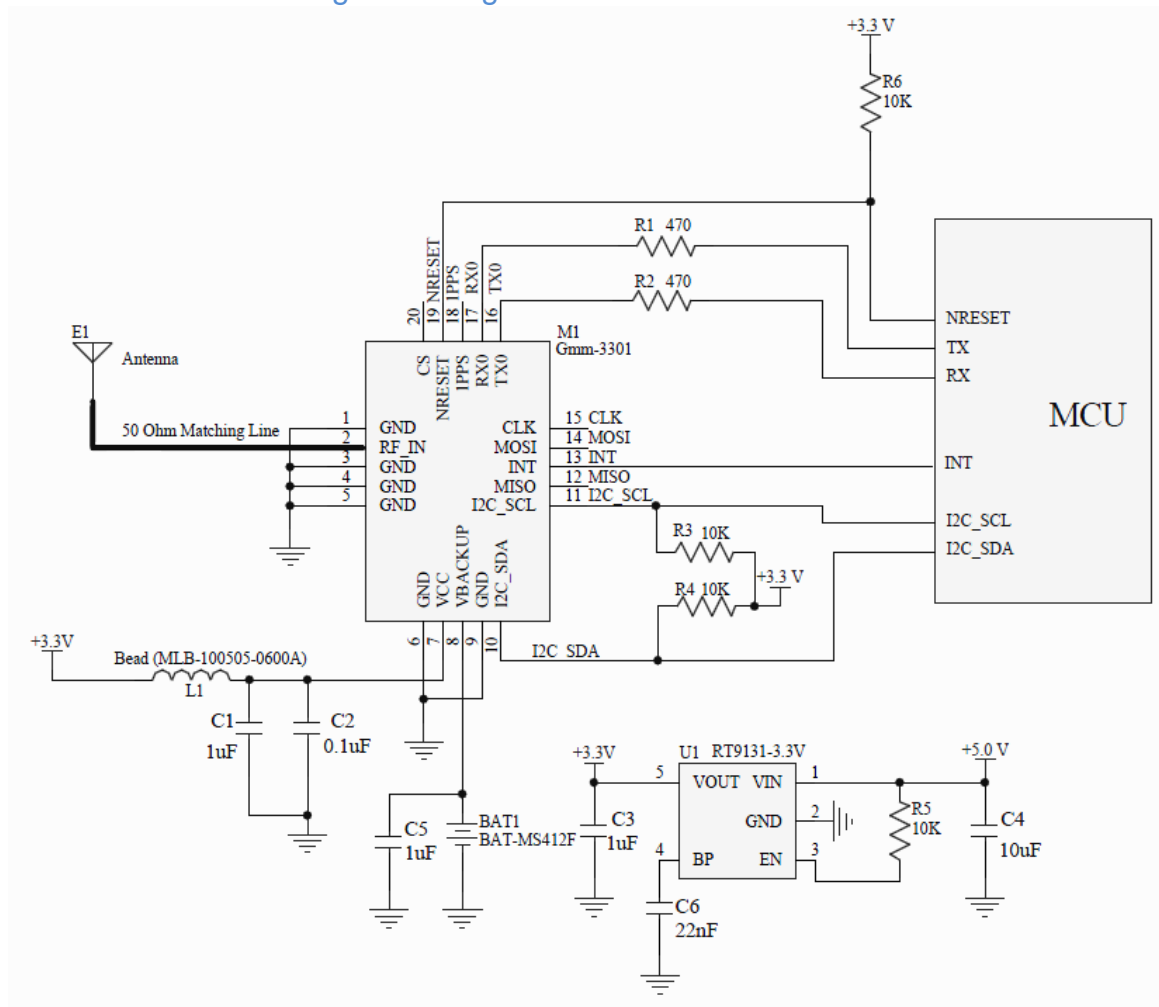 +3.3 V
R6
10K
R1 470
R2 470
20
19 NRESET
18 1PPS
17 RX0
16 TX0
M1
Gmm-3301
E1
Antenna
50 Ohm Matching Line
CS
NRESET
1PPS
RX0
TX0
1 GND
2 RF_IN
3 GND
4 GND
5 GND
CLK 15 CLK
MOSI 14 MOSI
INT 13 INT
MISO 12 MISO
I2C_SCL 11 I2C_SCL
NRESET
TX
RX
MCU
INT
I2C_SCL
I2C_SDA
R3 10K
R4 10K
+3.3 V
GND
VCC
VBACKUP
GND
I2C_SDA
6
7
8
9
10
I2C_SDA
+3.3V
Bead (MLB-100505-0600A)
L1
C1
1uF
C2
0.1uF
C5
1uF
BAT1
BAT-MS412F
+3.3V
U1 RT9131-3.3V
+5.0 V
5 VOUT VIN 1
GND 2
4 BP EN 3
C3
1uF
R5
10K
C4
10uF
C6
22nF